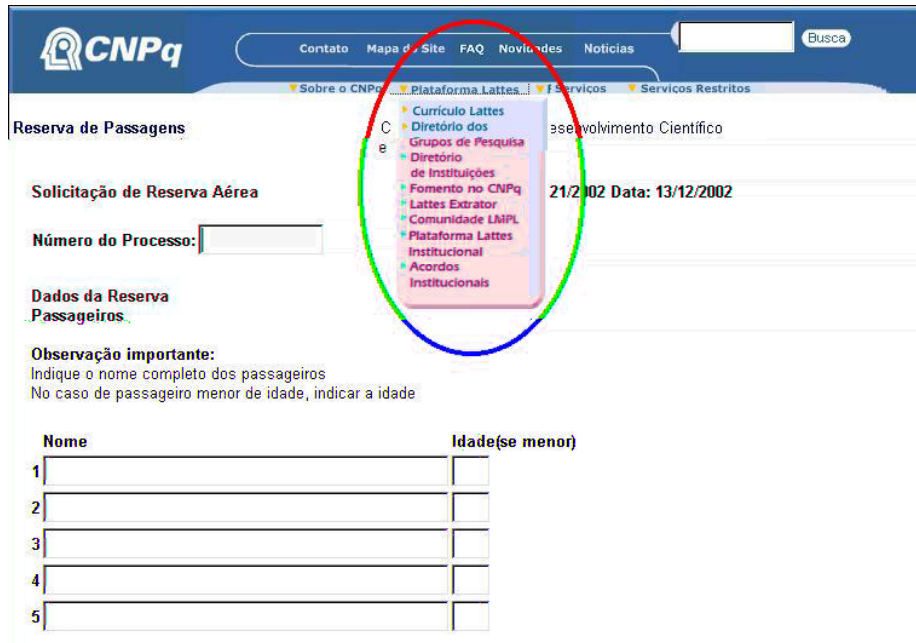 CNPq
Contato Mapa do Site FAQ Novidades Noticias Busca
Sobre o CNPq Plataforma Lattes Serviços Serviços Restritos
Reserva de Passagens
C esenvolvimento Científico
e
Currículo Lattes
Diretório dos
Grupos de Pesquisa
Diretório
de Instituições
Fomento no CNPq
Lattes Extrator
Comunidade LMPL
Plataforma Lattes
Institucional
Acordos
Institucionais
Solicitação de Reserva Aérea 21/2002 Data: 13/12/2002
Número do Processo:
Dados da Reserva
Passageiros
Observação importante:
Indique o nome completo dos passageiros
No caso de passageiro menor de idade, indicar a idade
Nome Idade(se menor)
1
2
3
4
5